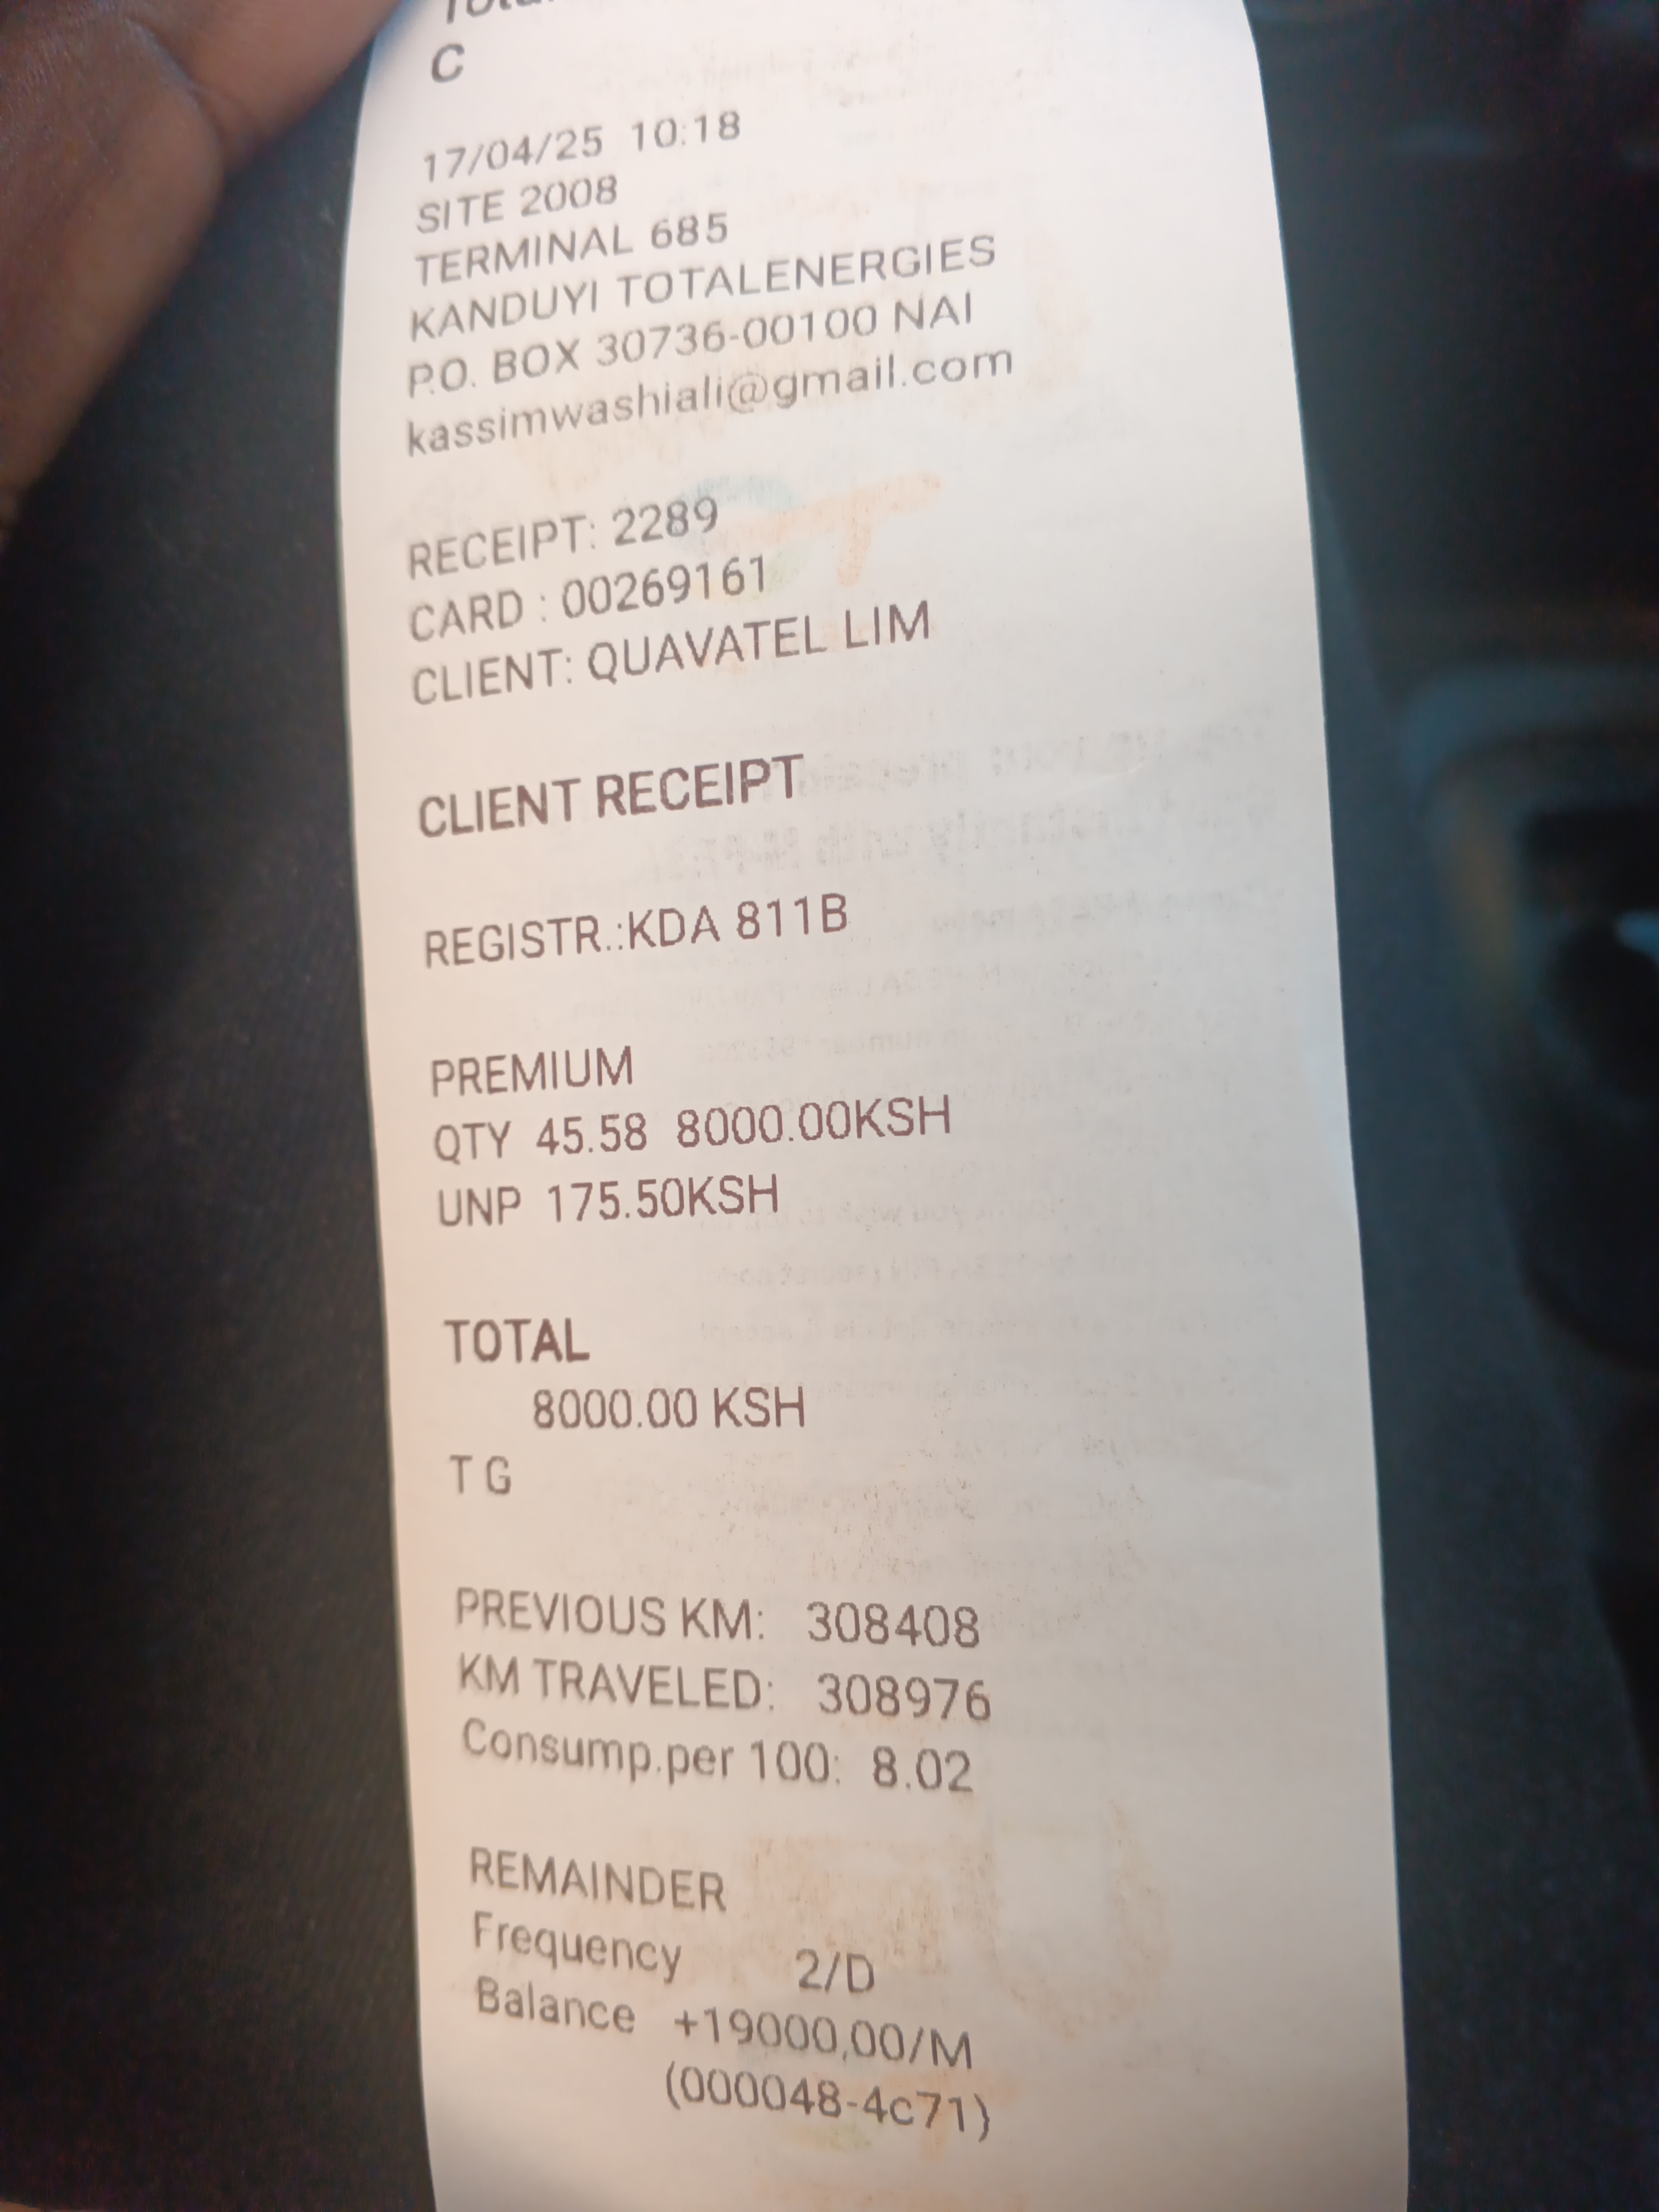 C
17/04/25 10:18
SITE 2008
TERMINAL 685
KANDUYI TOTALENERGIES
P.O. BOX 30736-00100 NAI
kassimwashiali@gmail.com
RECEIPT: 2289
CARD : 00269161
CLIENT: QUAVATEL LIM
CLIENT RECEIPT
REGISTR.:KDA 811B
PREMIUM
QTY 45.58 8000.00KSH
UNP 175.50KSH
TOTAL
8000.00 KSH
T G
PREVIOUS KM: 308408
KM TRAVELED: 308976
Consump.per 100: 8.02
REMAINDER
Frequency 2/D
Balance +19000,00/M
(000048-4c71)